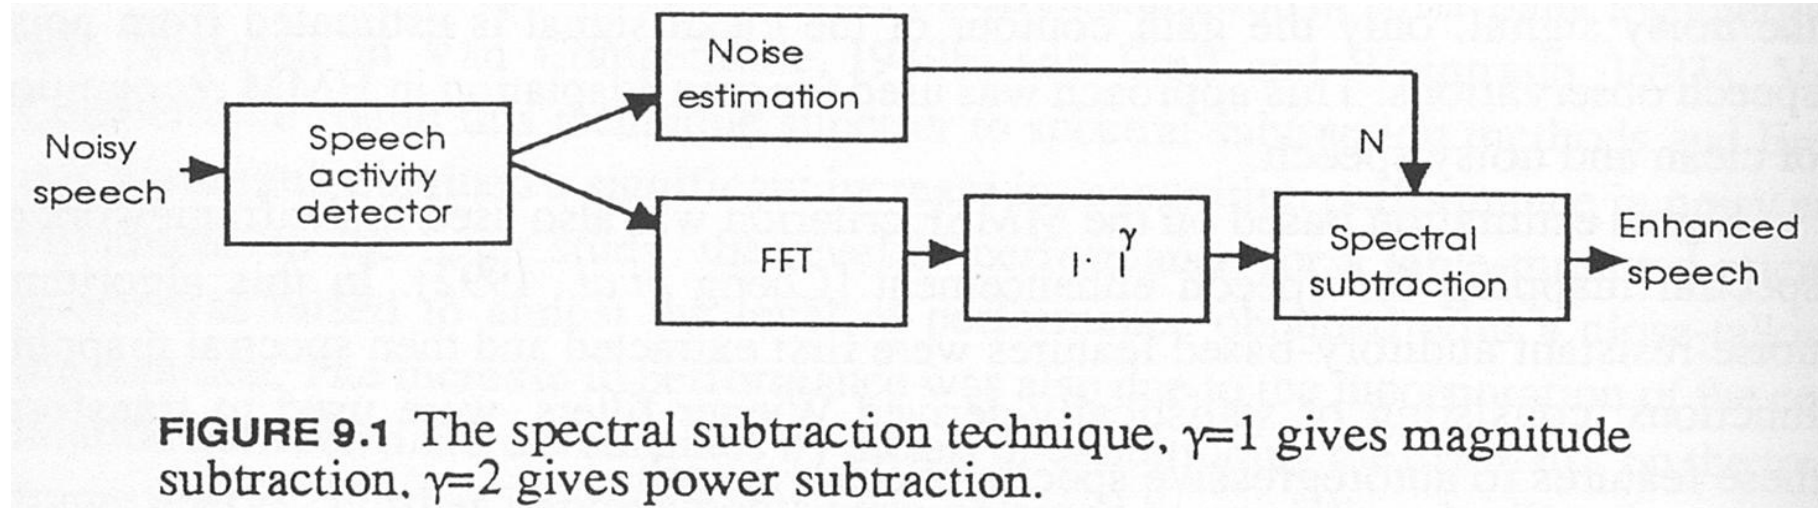 Noisy
speech
Speech
activity
detector
Noise
estimation
N
FFT
|·|γ
Spectral
subtraction
Enhanced
speech
FIGURE 9.1 The spectral subtraction technique, γ=1 gives magnitude
subtraction. γ=2 gives power subtraction.